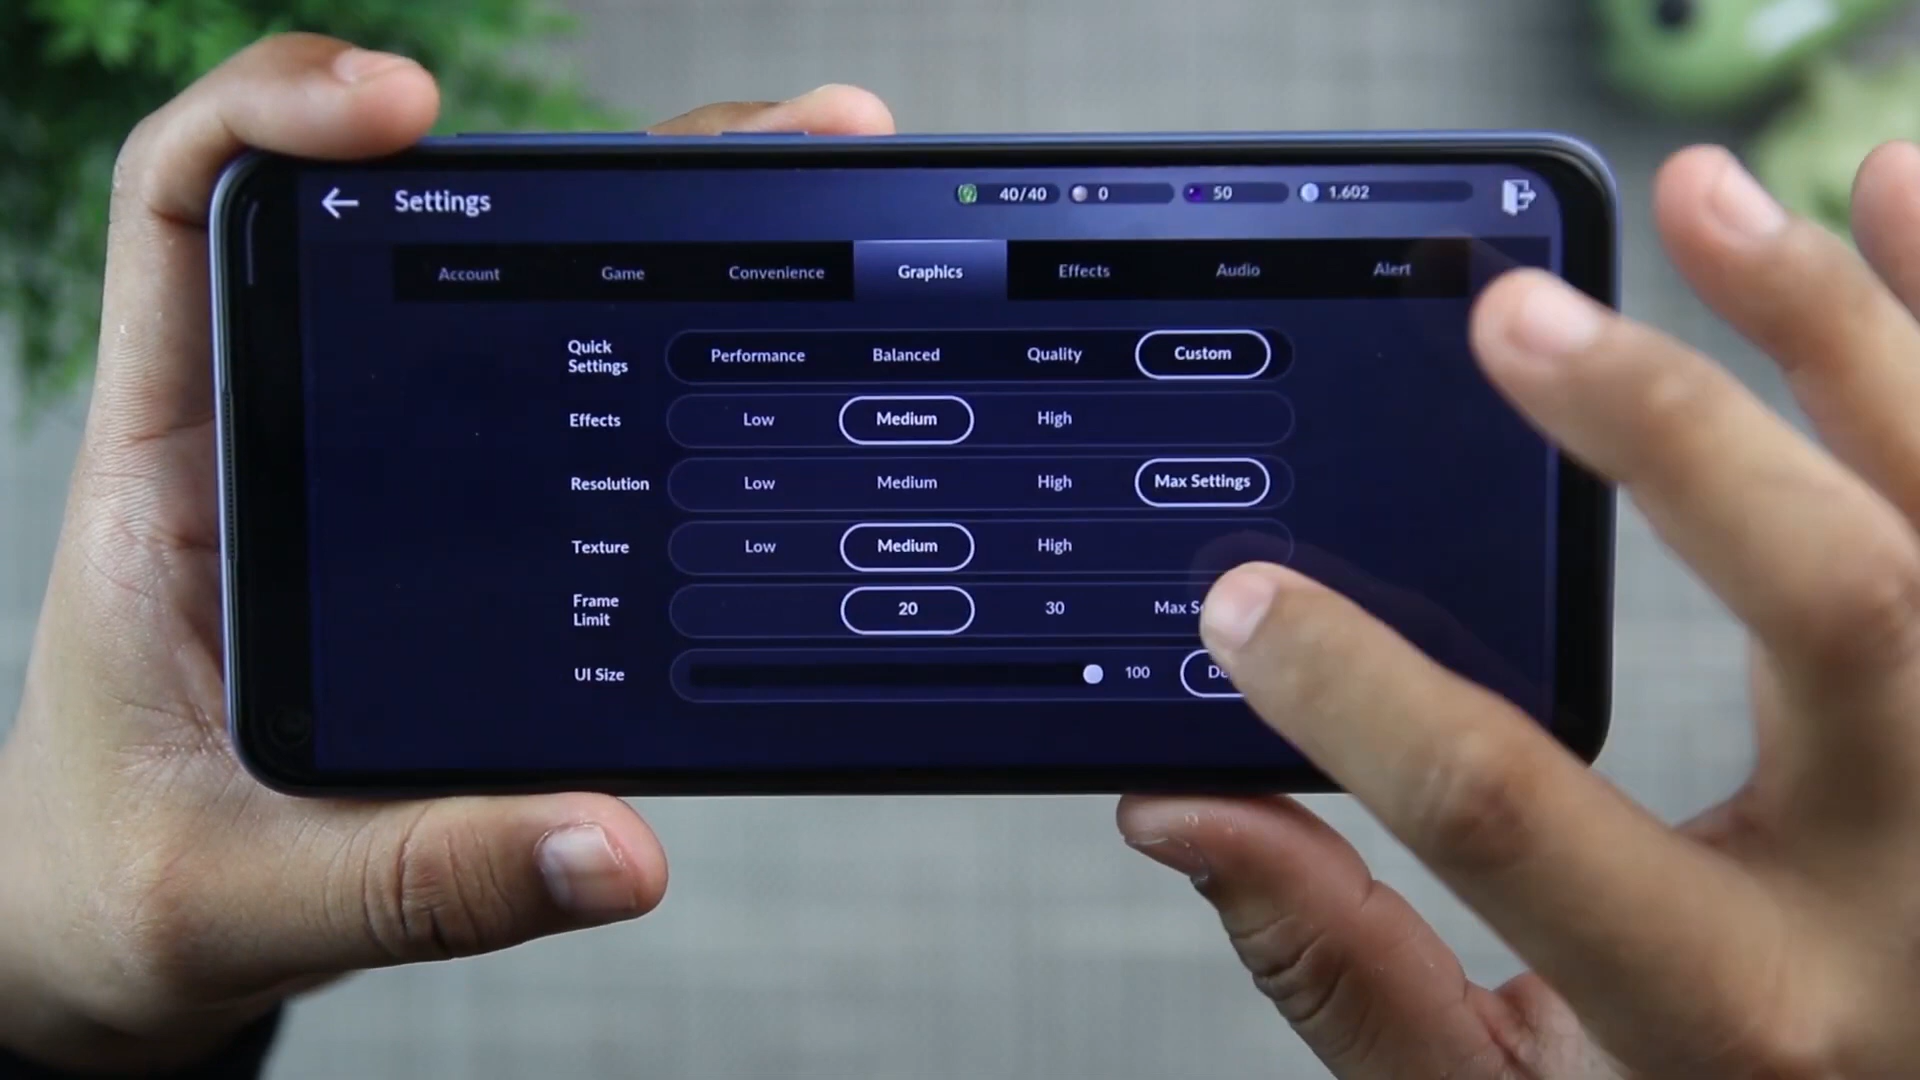 Settings
40/40 0 50 1.602
Account Game Convenience Graphics Effects Audio Alert
Quick Settings Performance Balanced Quality Custom
Effects Low Medium High
Resolution Low Medium High Max Settings
Texture Low Medium High
Frame Limit 20 30 Max
UI Size 100